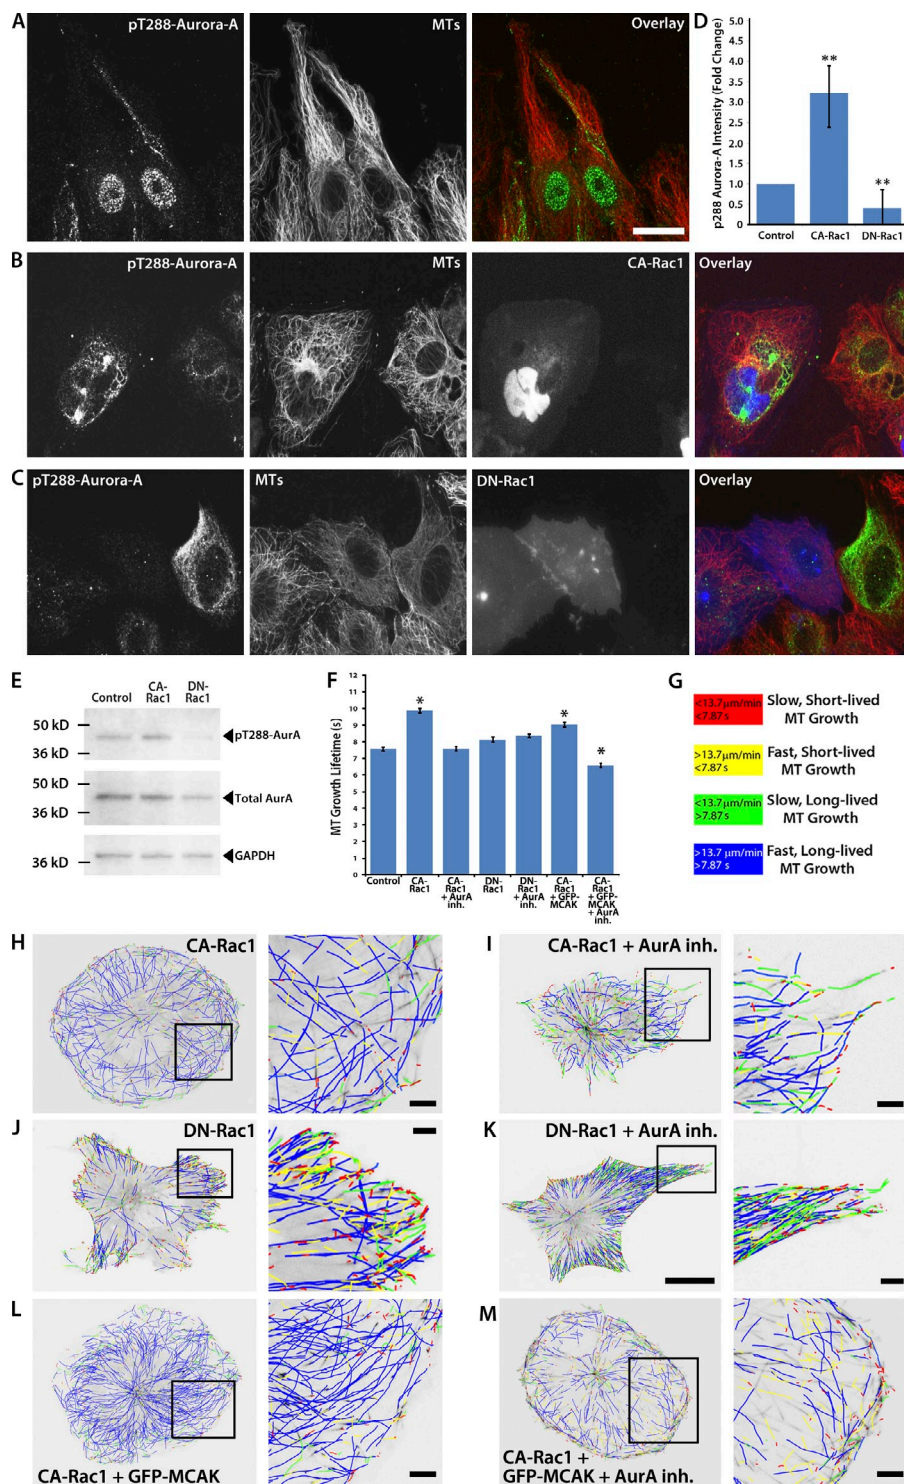 A
pT288-Aurora-A
MTs
Overlay
D
p288 Aurora-A Intensity (Fold Change)
5.0
4.5
4.0
3.5
3.0
2.5
2.0
1.5
1.0
0.5
0
**
**
Control
CA-Rac1
DN-Rac1
B
pT288-Aurora-A
MTs
CA-Rac1
Overlay
C
pT288-Aurora-A
MTs
DN-Rac1
Overlay
E
Control
CA-
Rac1
DN-
Rac1
50 kD
36 kD
pT288-AurA
50 kD
36 kD
Total AurA
36 kD
GAPDH
F
MT Growth Lifetime (s)
12
11
10
9
8
7
6
5
4
3
2
1
0
*
*
*
Control
CA-
Rac1
CA-
Rac1
+ AurA
inh.
DN-
Rac1
DN-
Rac1
+ AurA
inh.
CA-
Rac1
+ GFP-
MCAK
CA-
Rac1
+ GFP-
MCAK
+ AurA
inh.
G
<13.7μm/min
<7.87 s
Slow, Short-lived
MT Growth
>13.7μm/min
<7.87s
Fast, Short-lived
MT Growth
<13.7μm/min
>7.87s
Slow, Long-lived
MT Growth
>13.7 μm/min
>7.87 s
Fast, Long-lived
MT Growth
H
CA-Rac1
I
CA-Rac1 + AurA inh.
J
DN-Rac1
K
DN-Rac1 + AurA inh.
L
CA-Rac1 + GFP-MCAK
M
CA-Rac1 +
GFP-MCAK + AurA inh.